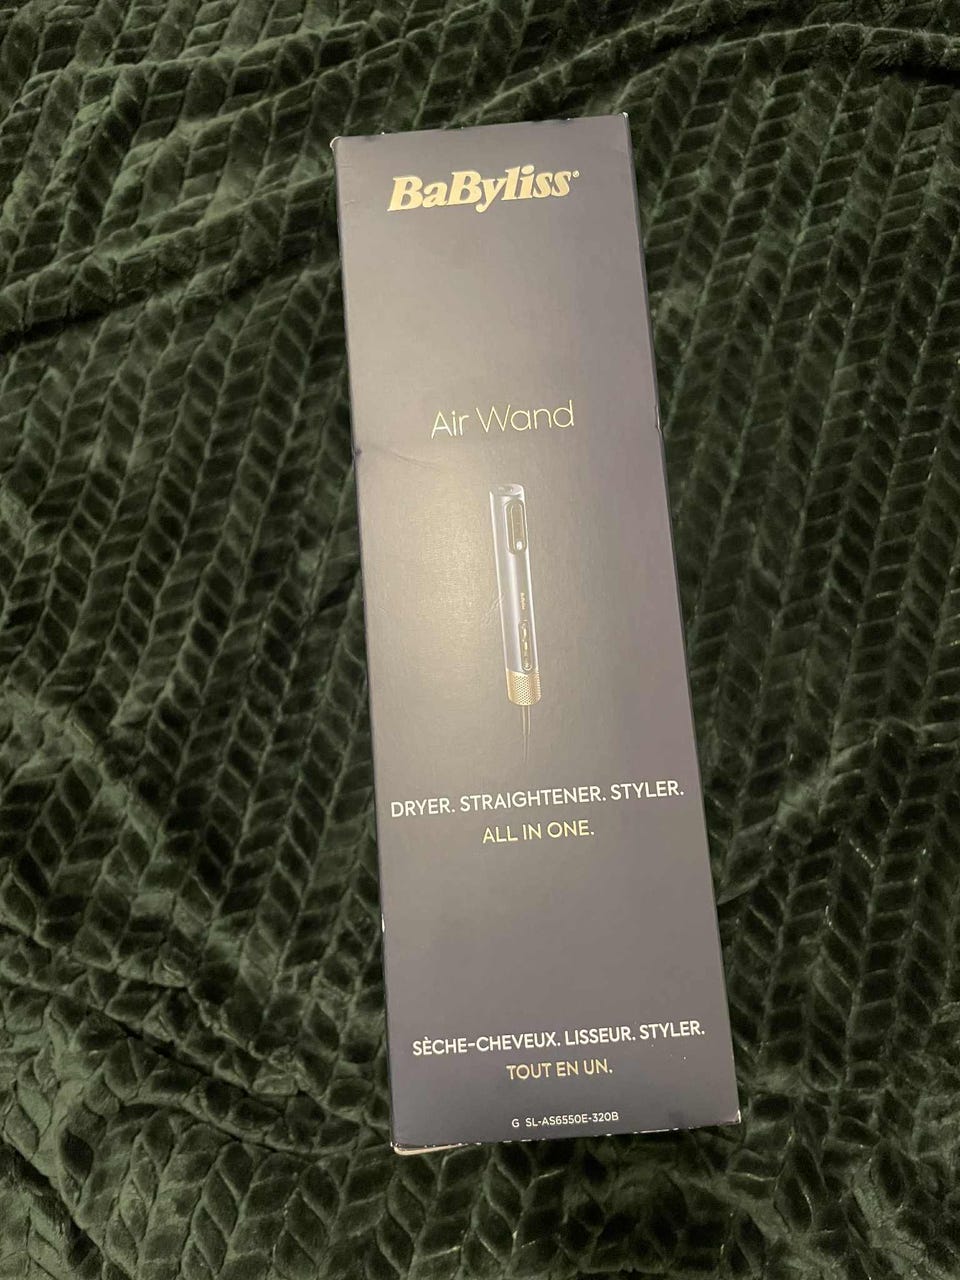 BaByliss®
Air Wand
BaByliss
DRYER. STRAIGHTENER. STYLER.
ALL IN ONE.
SÈCHE-CHEVEUX. LISSEUR. STYLER.
TOUT EN UN.
G SL-AS6550E-320B